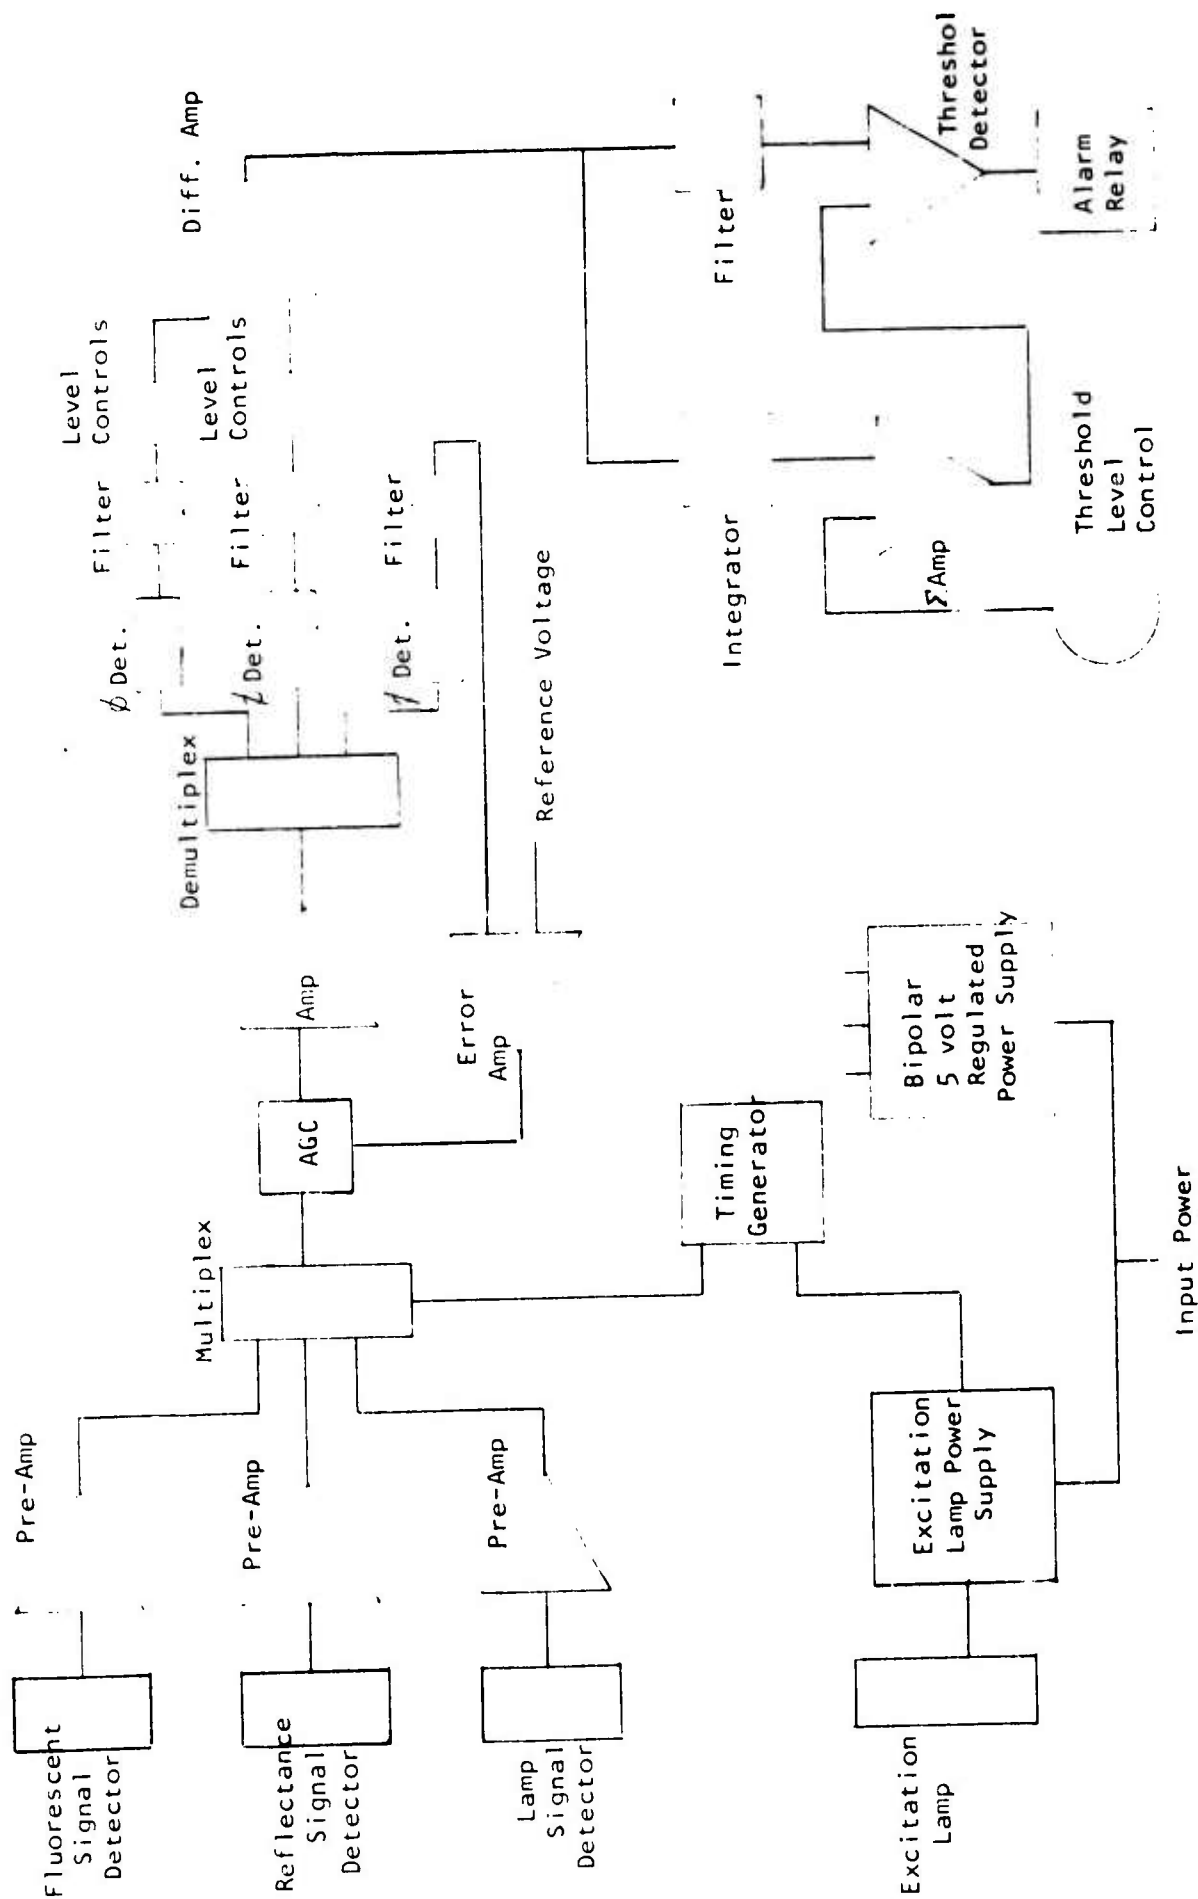 Fluorescent
Signal
Detector
Pre-Amp
Reflectance
Signal
Detector
Pre-Amp
Lamp
Signal
Detector
Pre-Amp
Multiplex
AGC
Amp
Error
Amp
Reference Voltage
Demultiplex
ø Det.
Filter
Level
Controls
Det.
Filter
Level
Controls
Det.
Filter
Diff. Amp
Excitation
Lamp
Excitation
Lamp Power
Supply
Timing
Generator
Bipolar
5 volt
Regulated
Power Supply
Input Power
Integrator
Filter
Σ Amp
Threshold
Level
Control
Threshol
Detector
Alarm
Relay